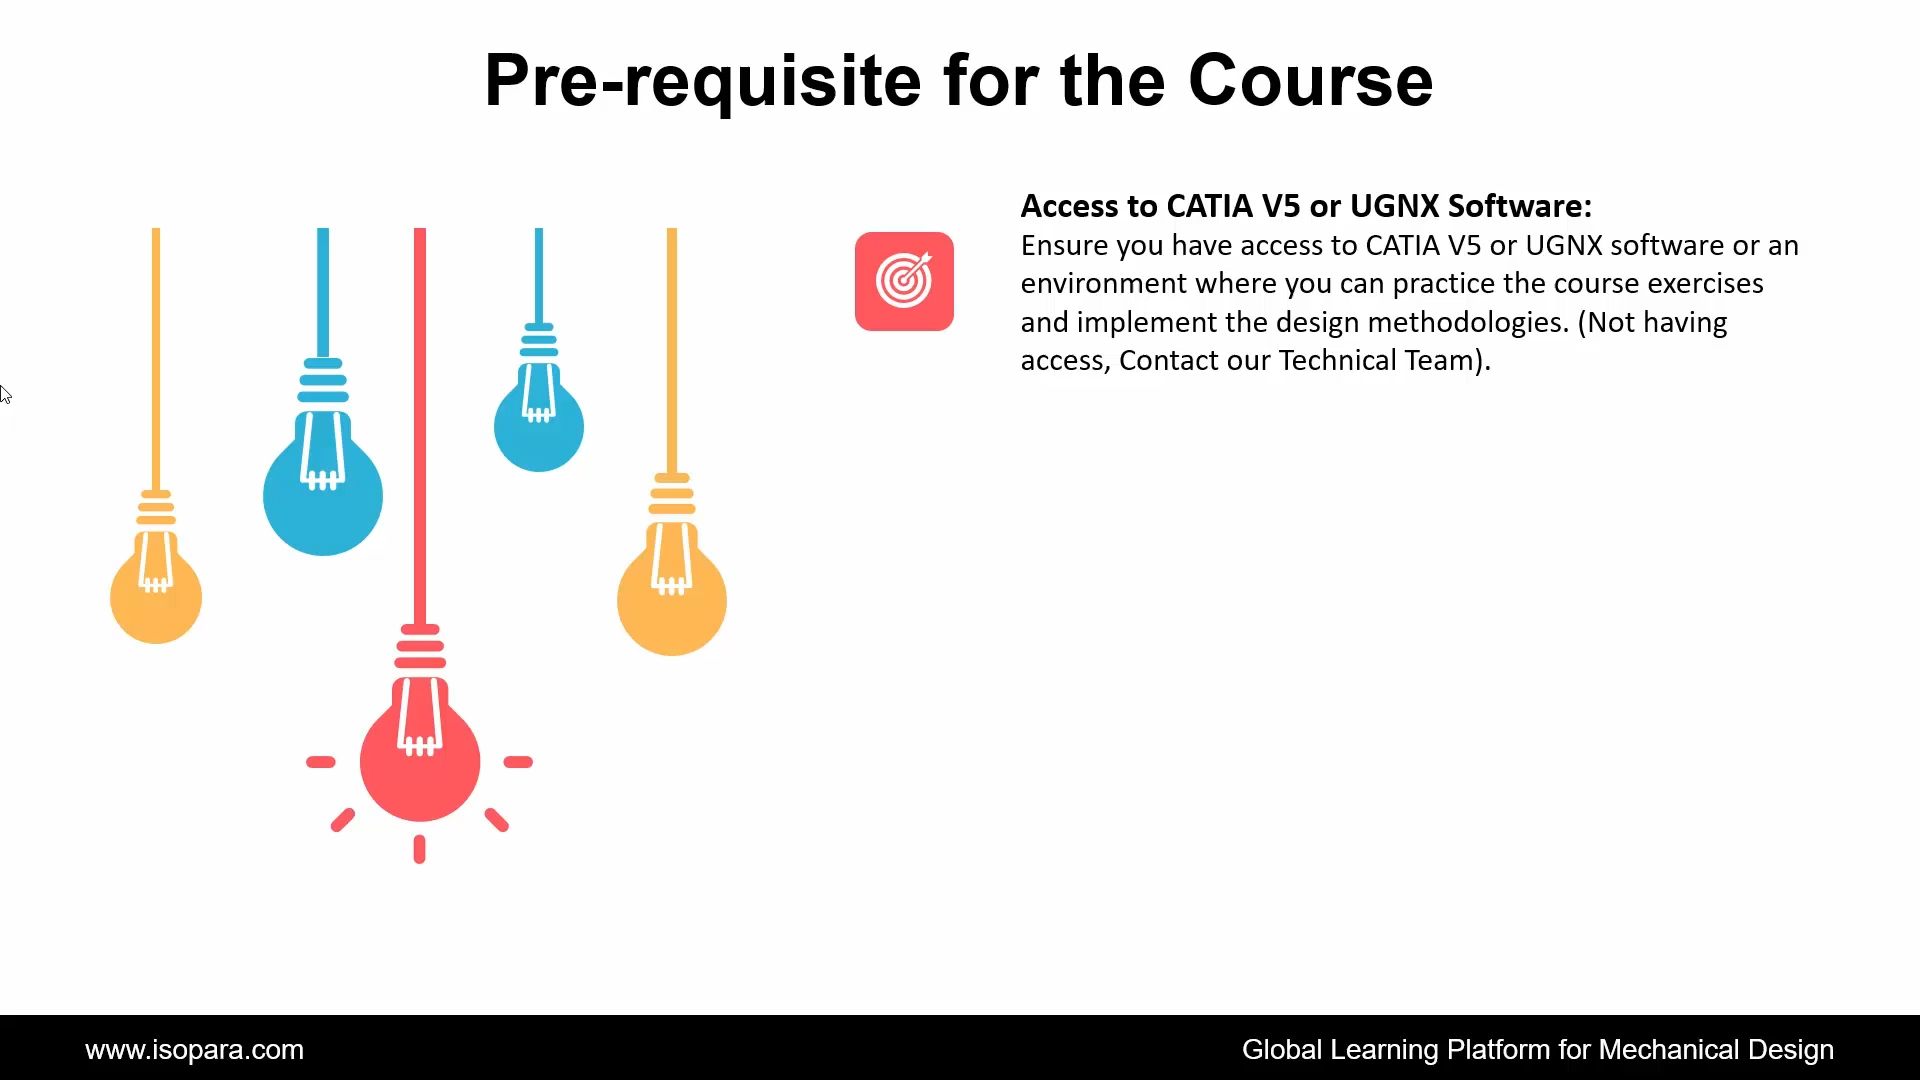 Pre-requisite for the Course
Access to CATIA V5 or UGNX Software:
Ensure you have access to CATIA V5 or UGNX software or an
environment where you can practice the course exercises
and implement the design methodologies. (Not having
access, Contact our Technical Team).
www.isopara.com
Global Learning Platform for Mechanical Design